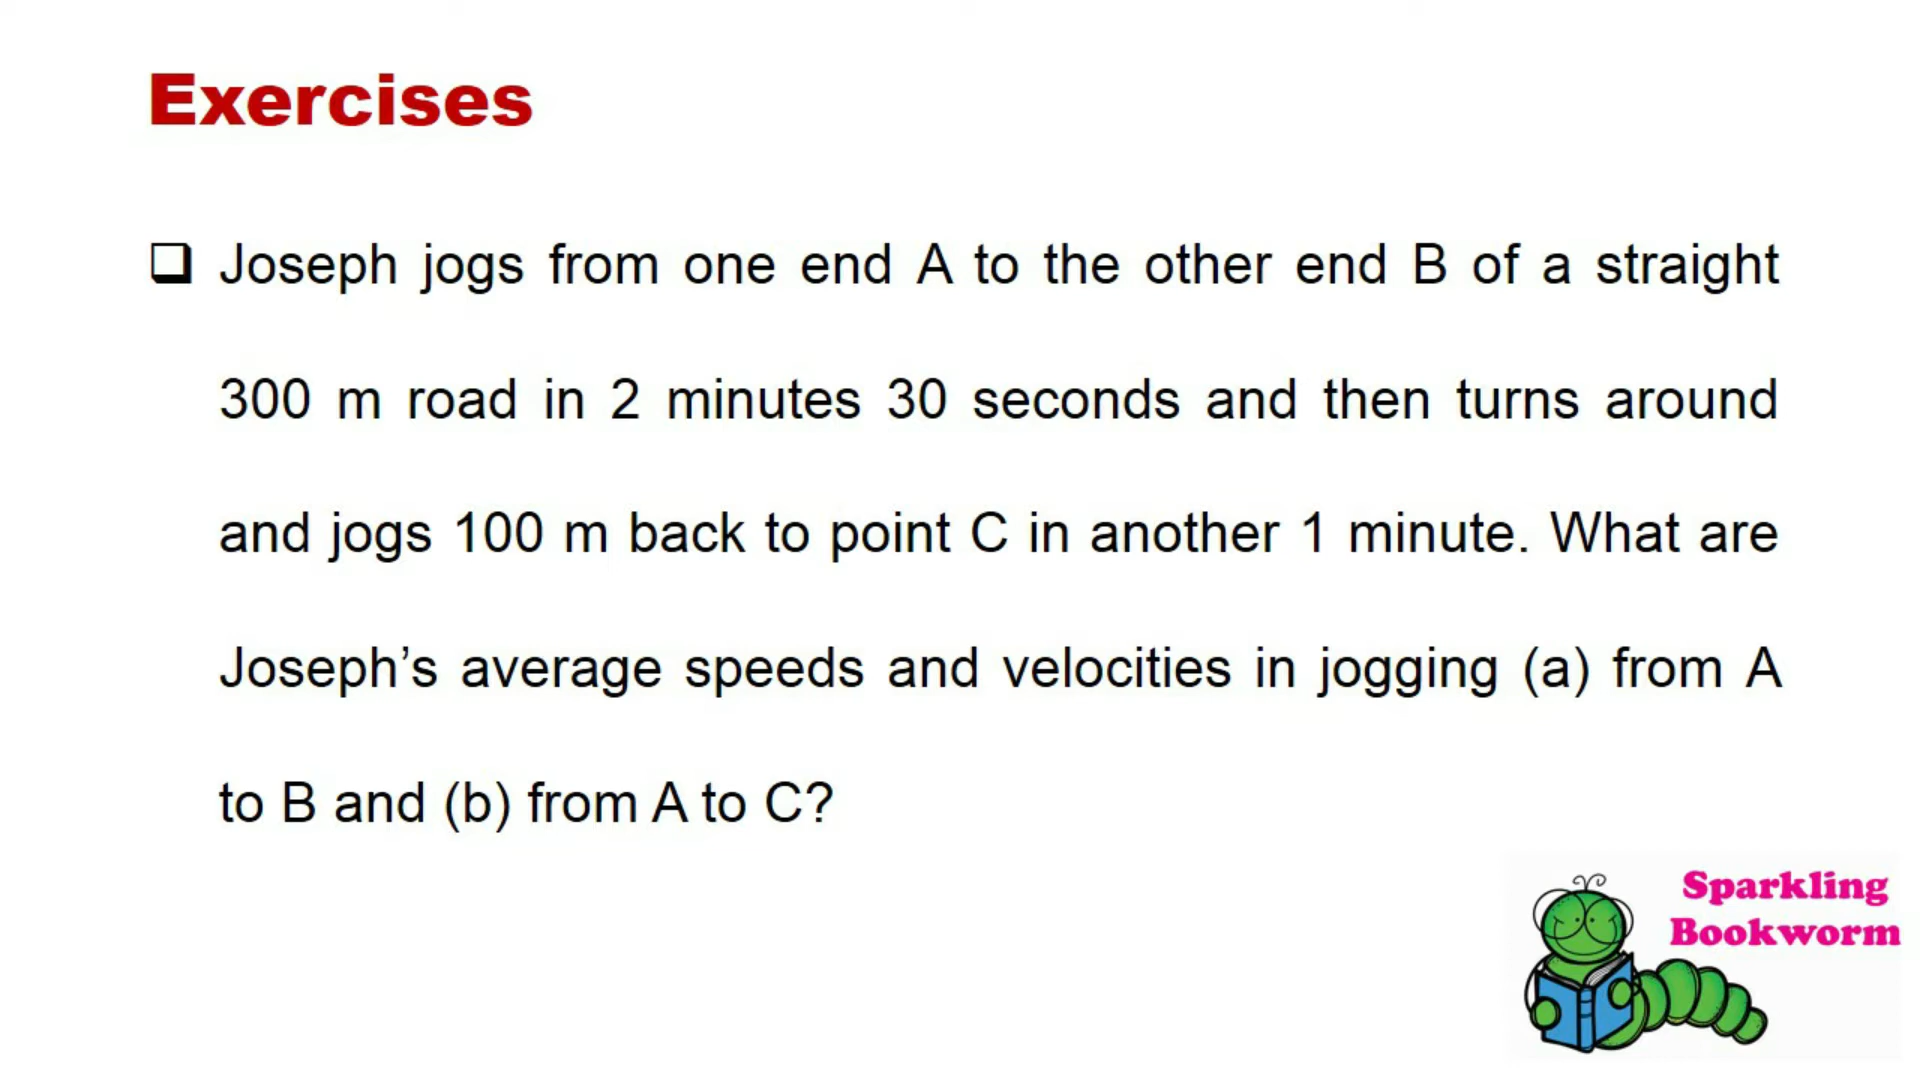 Exercises
❑ Joseph jogs from one end A to the other end B of a straight
300 m road in 2 minutes 30 seconds and then turns around
and jogs 100 m back to point C in another 1 minute. What are
Joseph’s average speeds and velocities in jogging (a) from A
to B and (b) from A to C?
Sparkling
Bookworm